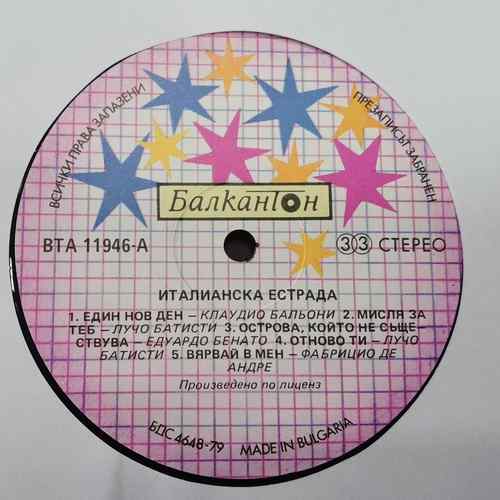 ВСИЧКИ ПРАВА ЗАПАЗЕНИ
ПРЕЗАПИСЪТ ЗАБРАНЕН
Балкантон
ВТА 11946-А
33 СТЕРЕО
ИТАЛИАНСКА ЕСТРАДА
1. ЕДИН НОВ ДЕН – КЛАУДИО БАЛЬОНИ 2. МИСЛЯ ЗА
ТЕБ – ЛУЧО БАТИСТИ 3. ОСТРОВА, КОЙТО НЕ СЪЩЕ-
СТВУВА – ЕДУАРДО БЕНАТО 4. ОТНОВО ТИ – ЛУЧО
БАТИСТИ 5. ВЯРВАЙ В МЕН – ФАБРИЦИО ДЕ
АНДРЕ
Произведено по лиценз
БДС 4648-79 MADE IN BULGARIA